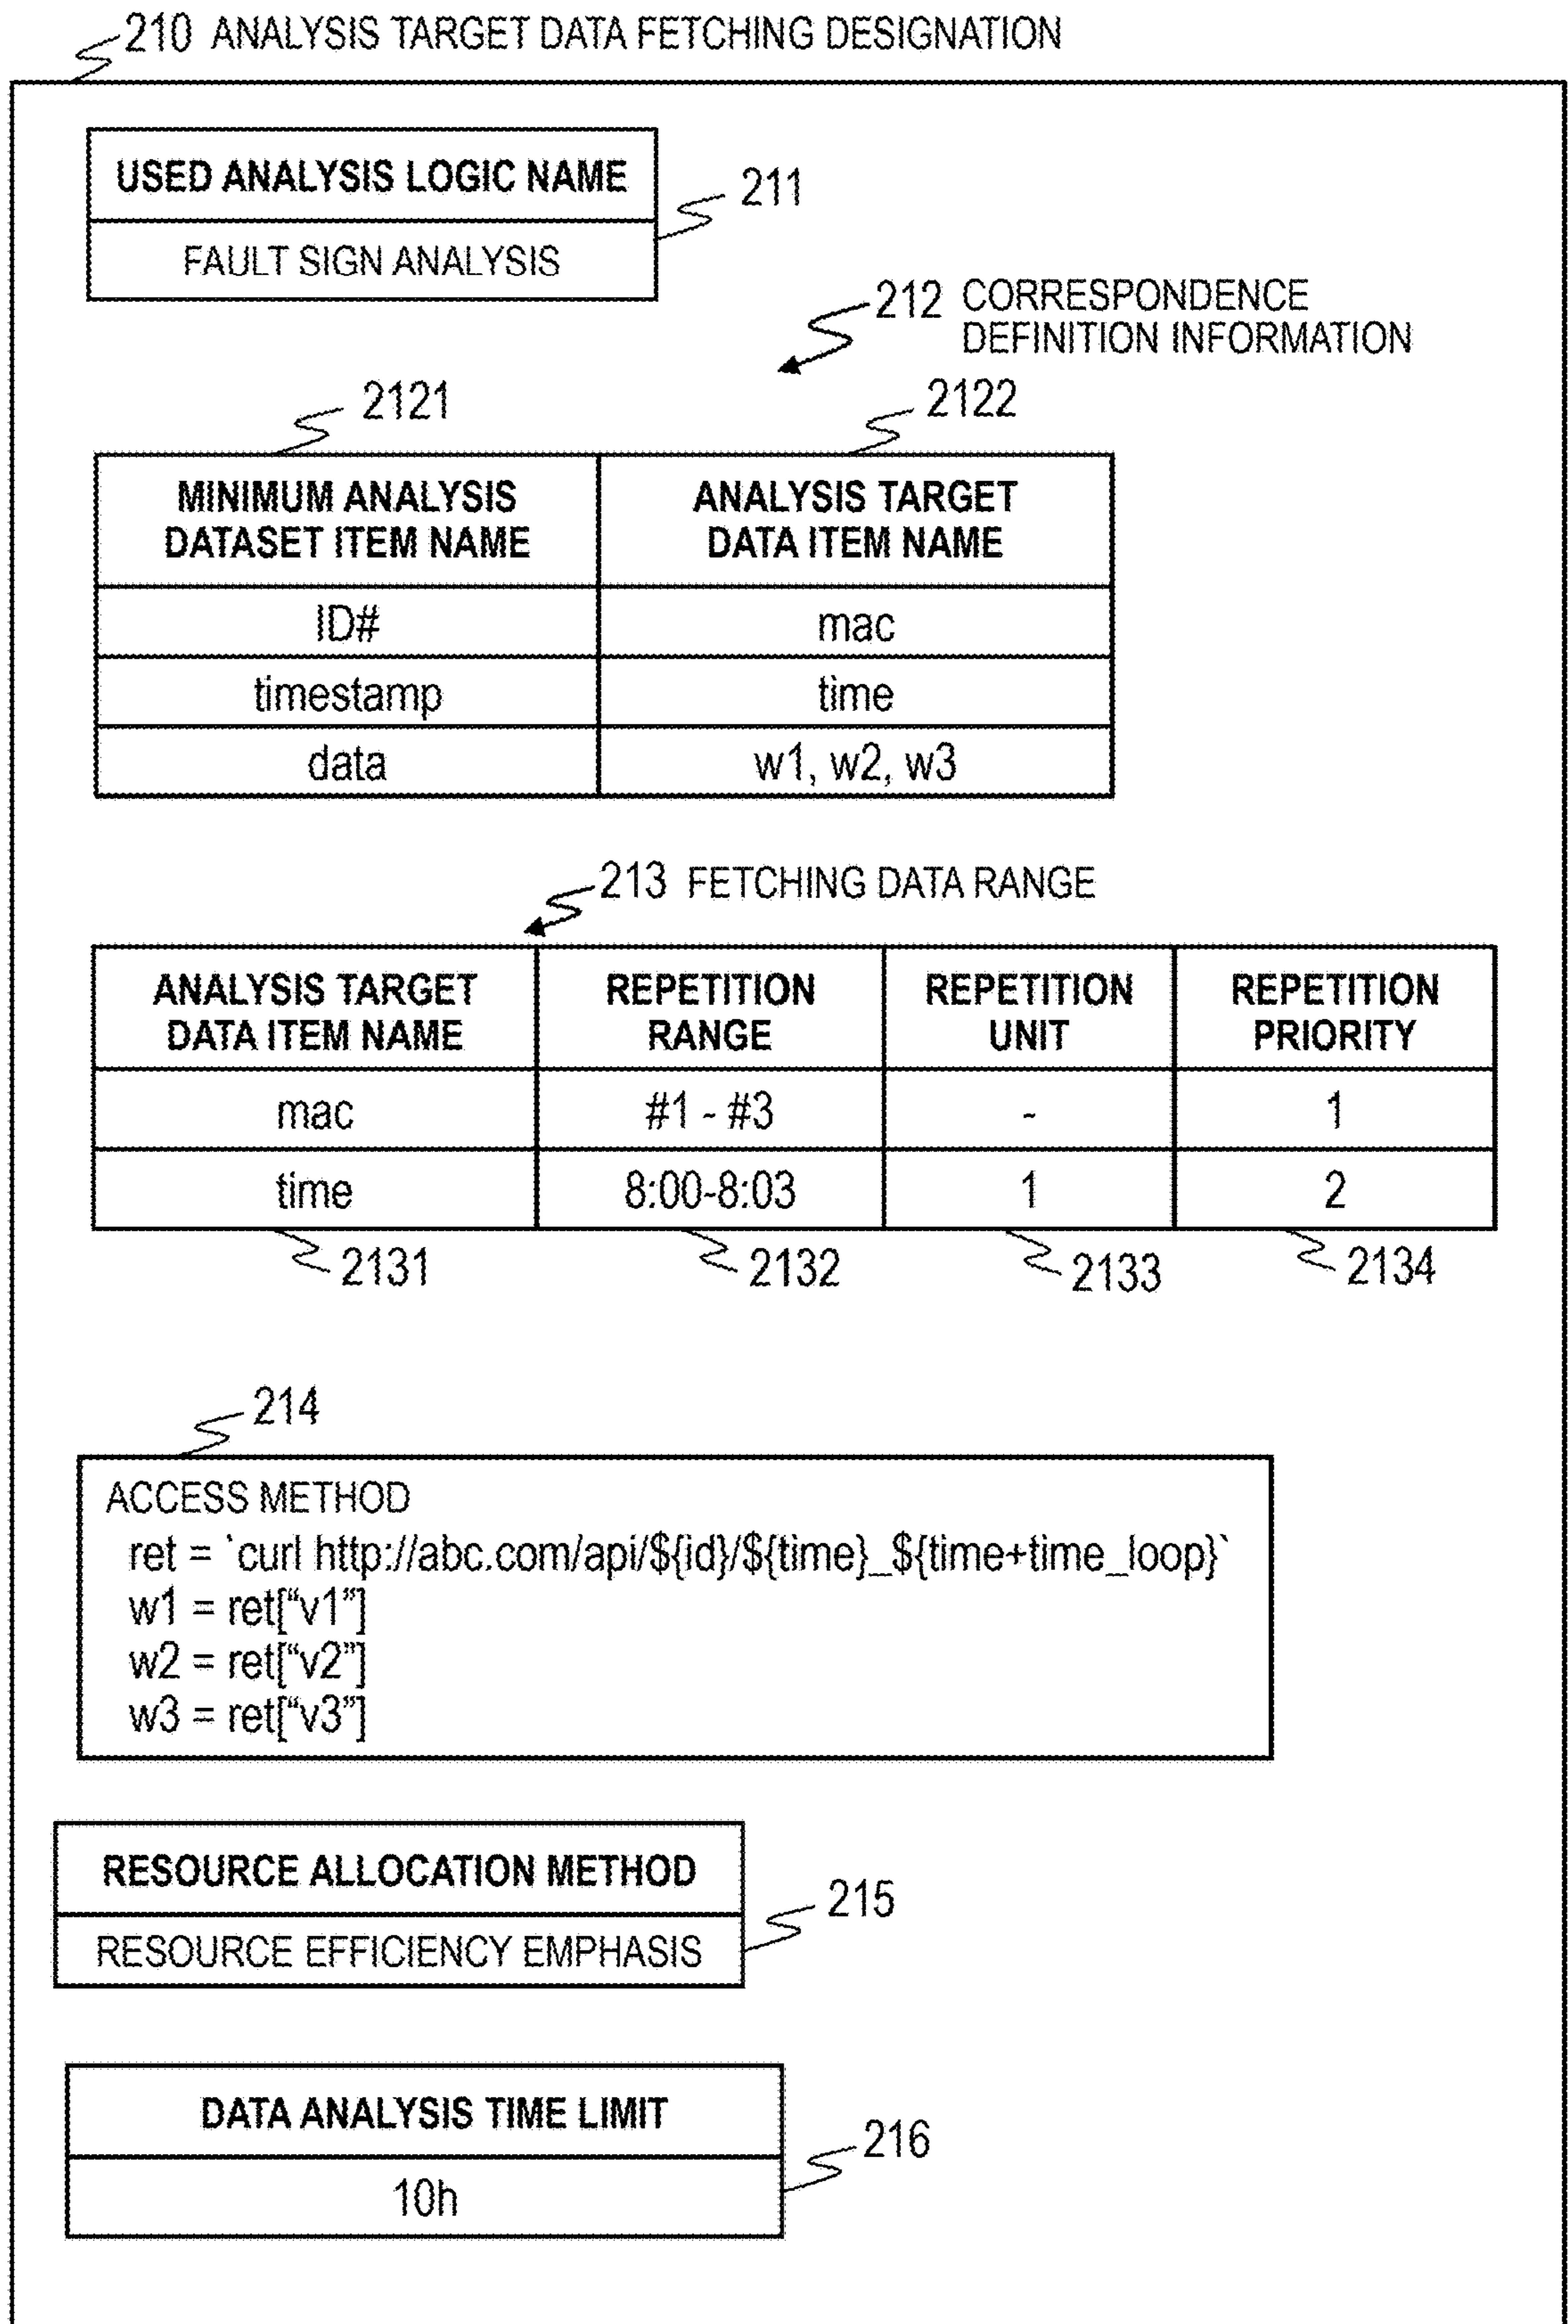 210 ANALYSIS TARGET DATA FETCHING DESIGNATION
USED ANALYSIS LOGIC NAME
211
FAULT SIGN ANALYSIS
212 CORRESPONDENCE
DEFINITION INFORMATION
2121
2122
MINIMUM ANALYSIS
DATASET ITEM NAME
ANALYSIS TARGET
DATA ITEM NAME
ID#
mac
timestamp
time
data
w1, w2, w3
213 FETCHING DATA RANGE
ANALYSIS TARGET
DATA ITEM NAME
REPETITION
RANGE
REPETITION
UNIT
REPETITION
PRIORITY
mac
#1 - #3
-
1
time
8:00-8:03
1
2
2131
2132
2133
2134
214
ACCESS METHOD
ret = `curl http://abc.com/api/${id}/${time}_${time+time_loop}`
w1 = ret[“v1”]
w2 = ret[“v2”]
w3 = ret[“v3”]
RESOURCE ALLOCATION METHOD
215
RESOURCE EFFICIENCY EMPHASIS
DATA ANALYSIS TIME LIMIT
216
10h